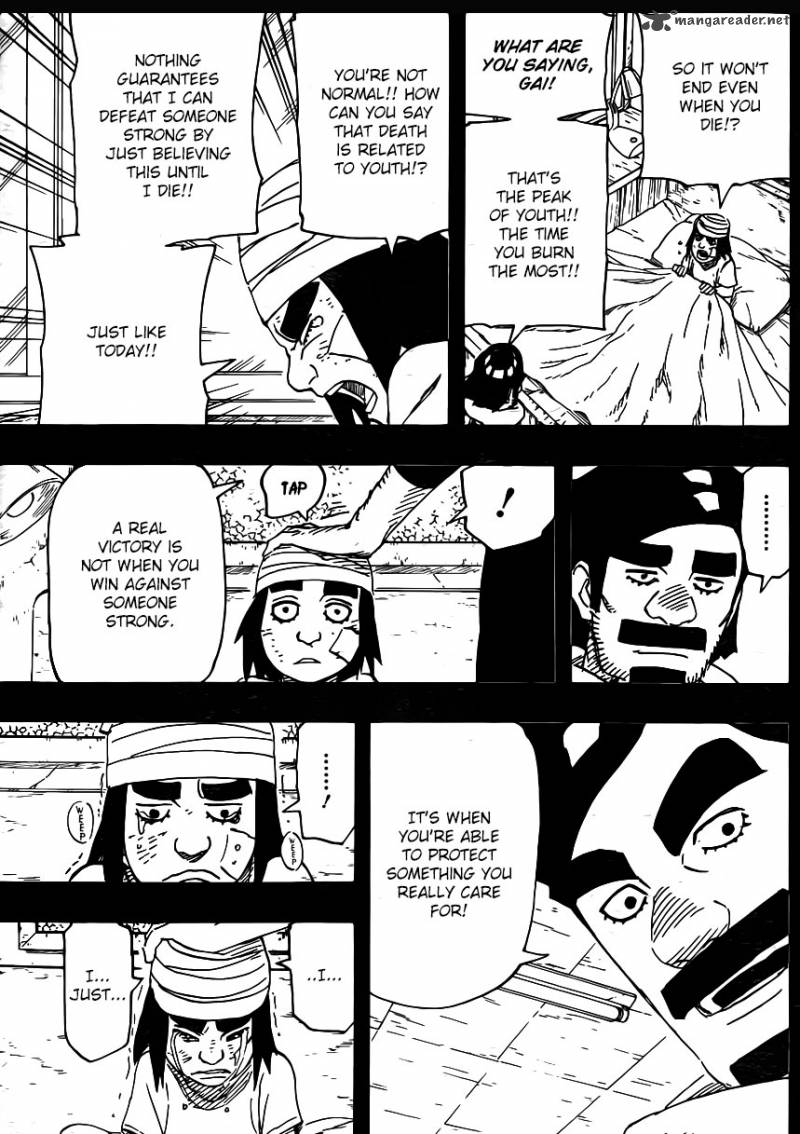 mangareader.net
SO IT WON'T
END EVEN
WHEN YOU
DIE!?
WHAT ARE
YOU SAYING,
GAI!
THAT'S
THE PEAK
OF YOUTH!!
THE TIME
YOU BURN
THE MOST!!
YOU'RE NOT
NORMAL!! HOW
CAN YOU SAY
THAT DEATH
IS RELATED
TO YOUTH!?
NOTHING
GUARANTEES
THAT I CAN
DEFEAT SOMEONE
STRONG BY
JUST BELIEVING
THIS UNTIL
I DIE!!
JUST LIKE
TODAY!!
........
!
TAP
A REAL
VICTORY IS
NOT WHEN YOU
WIN AGAINST
SOMEONE
STRONG.
IT'S WHEN
YOU'RE ABLE
TO PROTECT
SOMETHING YOU
REALLY CARE
FOR!
......!
WEEP
WEEP
..I...
I...
JUST...